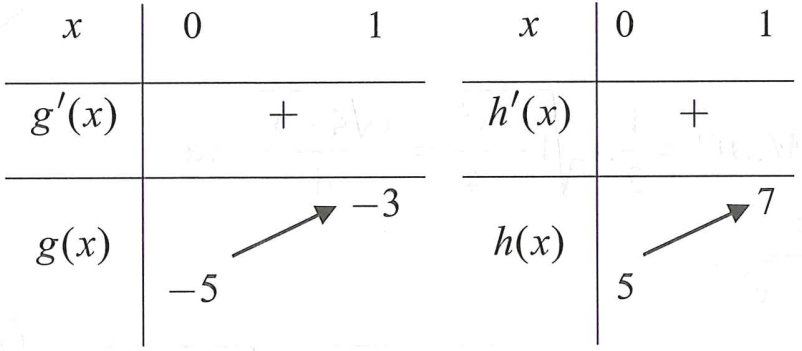 x 0 1
g′(x) +
g(x) −5 −3
x 0 1
h′(x) +
h(x) 5 7